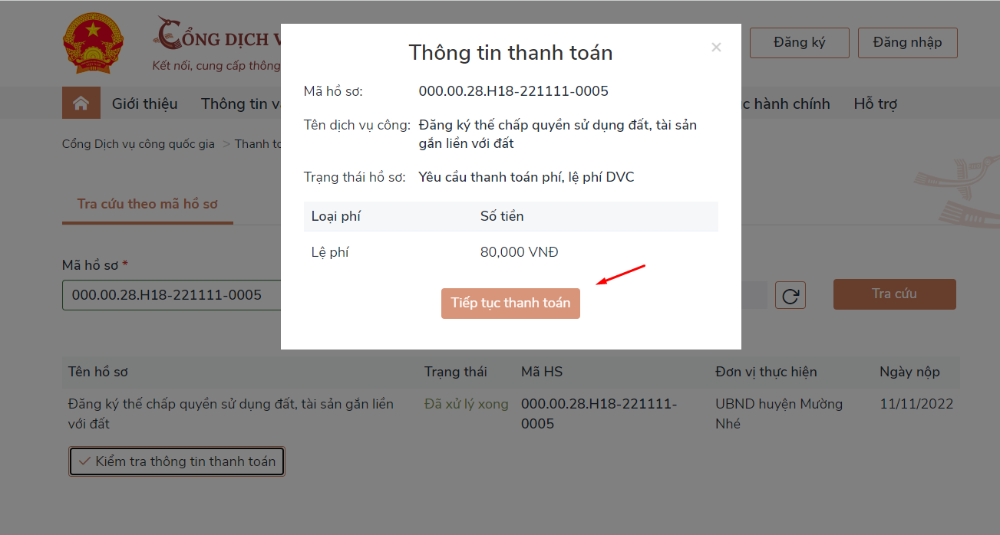 CỔNG DỊCH V
Kết nối, cung cấp thông
Đăng ký
Đăng nhập
Giới thiệu
Thông tin v
c hành chính
Hỗ trợ
Cổng Dịch vụ công quốc gia > Thanh to
Thông tin thanh toán
×
Mã hồ sơ: 000.00.28.H18-221111-0005
Tên dịch vụ công: Đăng ký thế chấp quyền sử dụng đất, tài sản
gắn liền với đất
Trạng thái hồ sơ: Yêu cầu thanh toán phí, lệ phí DVC
Loại phí Số tiền
Lệ phí 80,000 VNĐ
Tiếp tục thanh toán
Tra cứu theo mã hồ sơ
Mã hồ sơ *
000.00.28.H18-221111-0005
Tra cứu
Tên hồ sơ Trạng thái Mã HS Đơn vị thực hiện Ngày nộp
Đăng ký thế chấp quyền sử dụng đất, tài sản gắn liền Đã xử lý xong 000.00.28.H18-221111- UBND huyện Mường 11/11/2022
với đất 0005 Nhé
Kiểm tra thông tin thanh toán